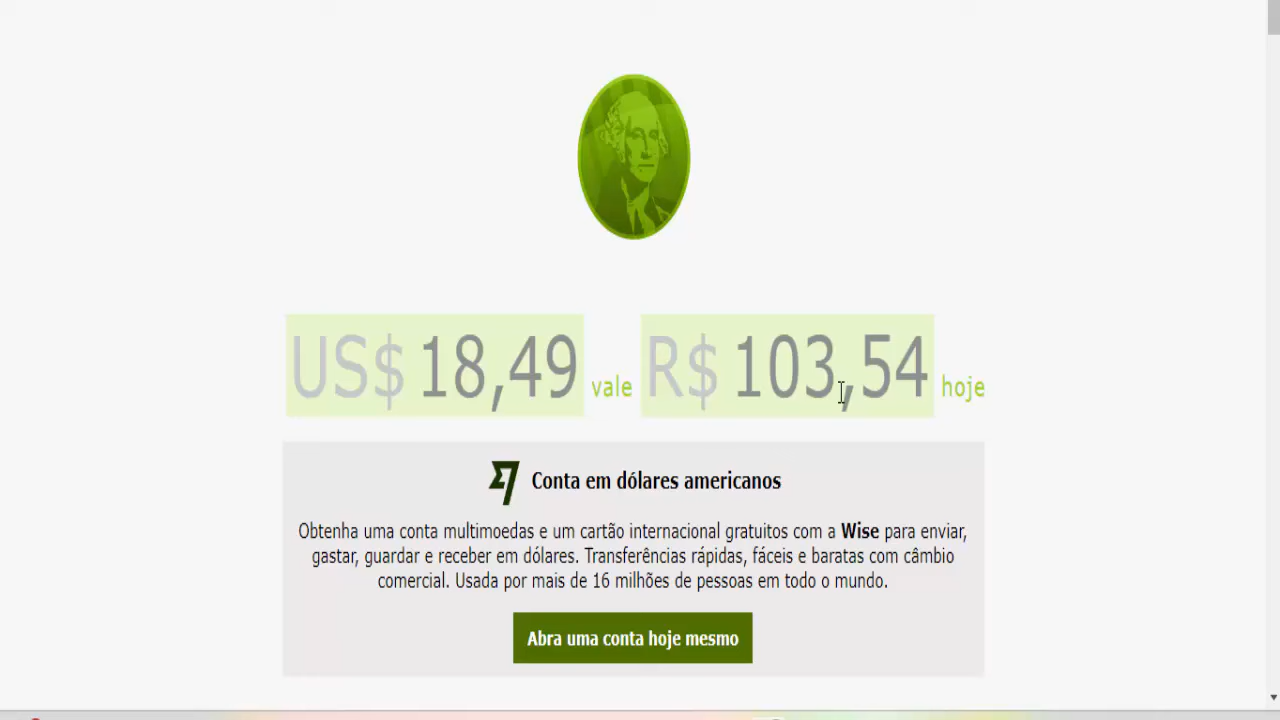 US$ 18,49 vale R$ 103,54 hoje
Conta em dólares americanos
Obtenha uma conta multimoedas e um cartão internacional gratuitos com a Wise para enviar,
gastar, guardar e receber em dólares. Transferências rápidas, fáceis e baratas com câmbio
comercial. Usada por mais de 16 milhões de pessoas em todo o mundo.
Abra uma conta hoje mesmo